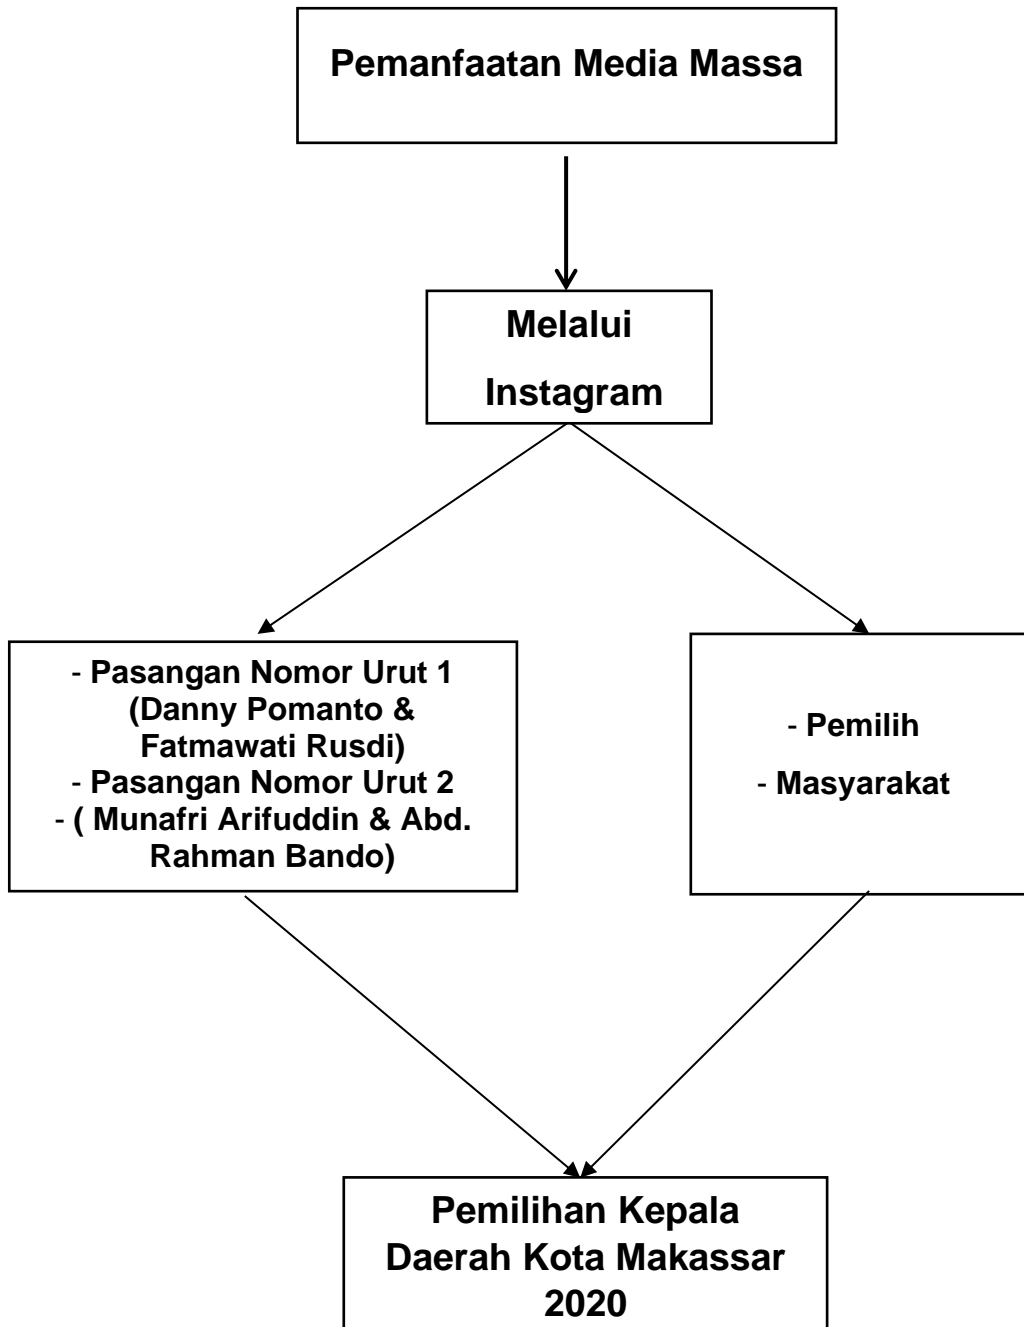 Pemanfaatan Media Massa
Melalui
Instagram
- Pasangan Nomor Urut 1
(Danny Pomanto &
Fatmawati Rusdi)
- Pasangan Nomor Urut 2
- ( Munafri Arifuddin & Abd.
Rahman Bando)
- Pemilih
- Masyarakat
Pemilihan Kepala
Daerah Kota Makassar
2020